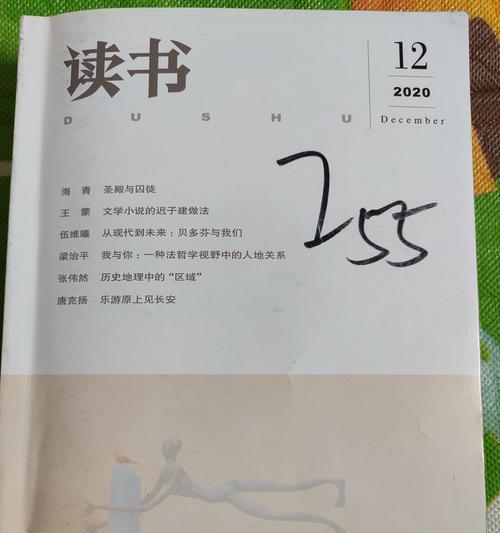 读书
DUSHU
12
2020
December
255
海青 圣殿与囚徒
王蒙 文学小说的迟子建做法
伍维曦 从现代到未来：贝多芬与我们
梁治平 我与你：一种法哲学视野中的人地关系
张伟然 历史地理中的“区域”
唐克扬 乐游原上见长安